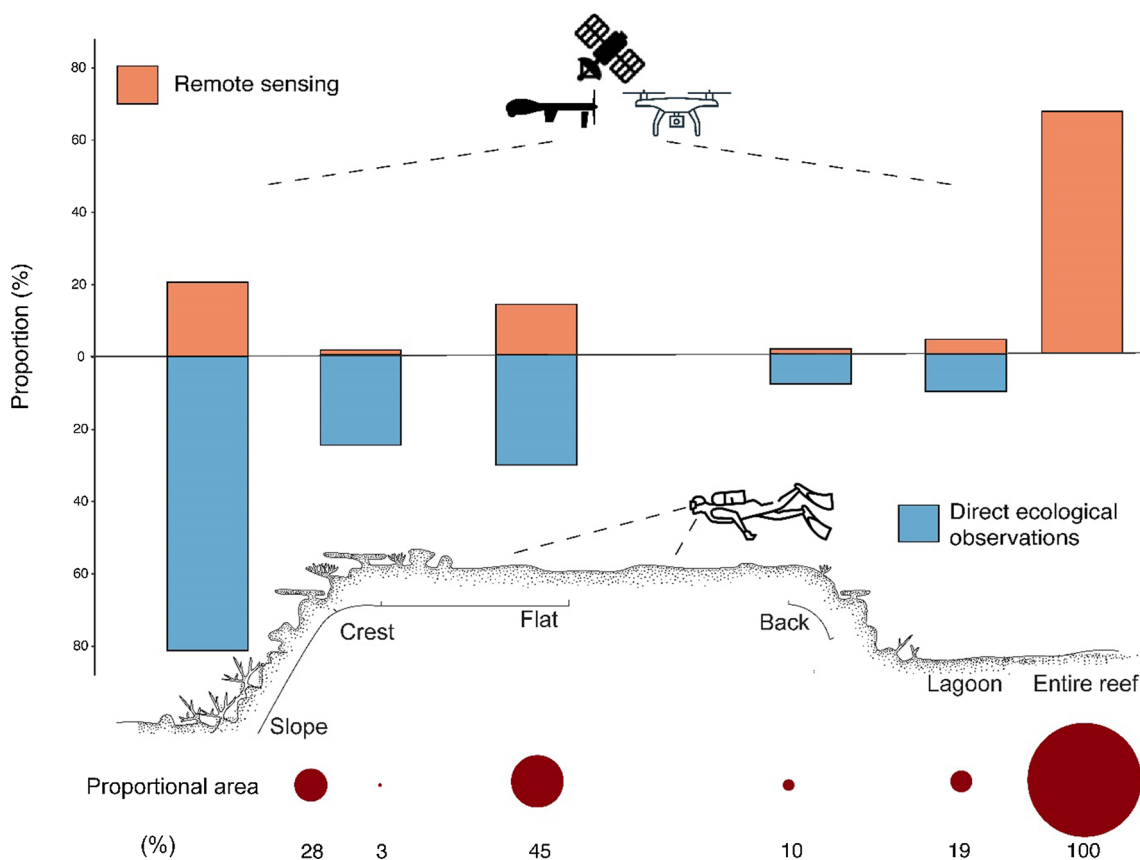 80
Remote sensing
60
40
20
0
20
40
60
80
Proportion (%)
Direct ecological
observations
Crest
Flat
Back
Lagoon
Entire reef
Slope
Proportional area
(%)
28
3
45
10
19
100